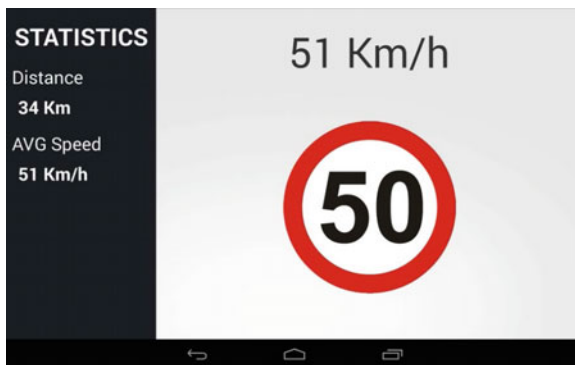 STATISTICS
Distance
34 Km
AVG Speed
51 Km/h
51 Km/h
50